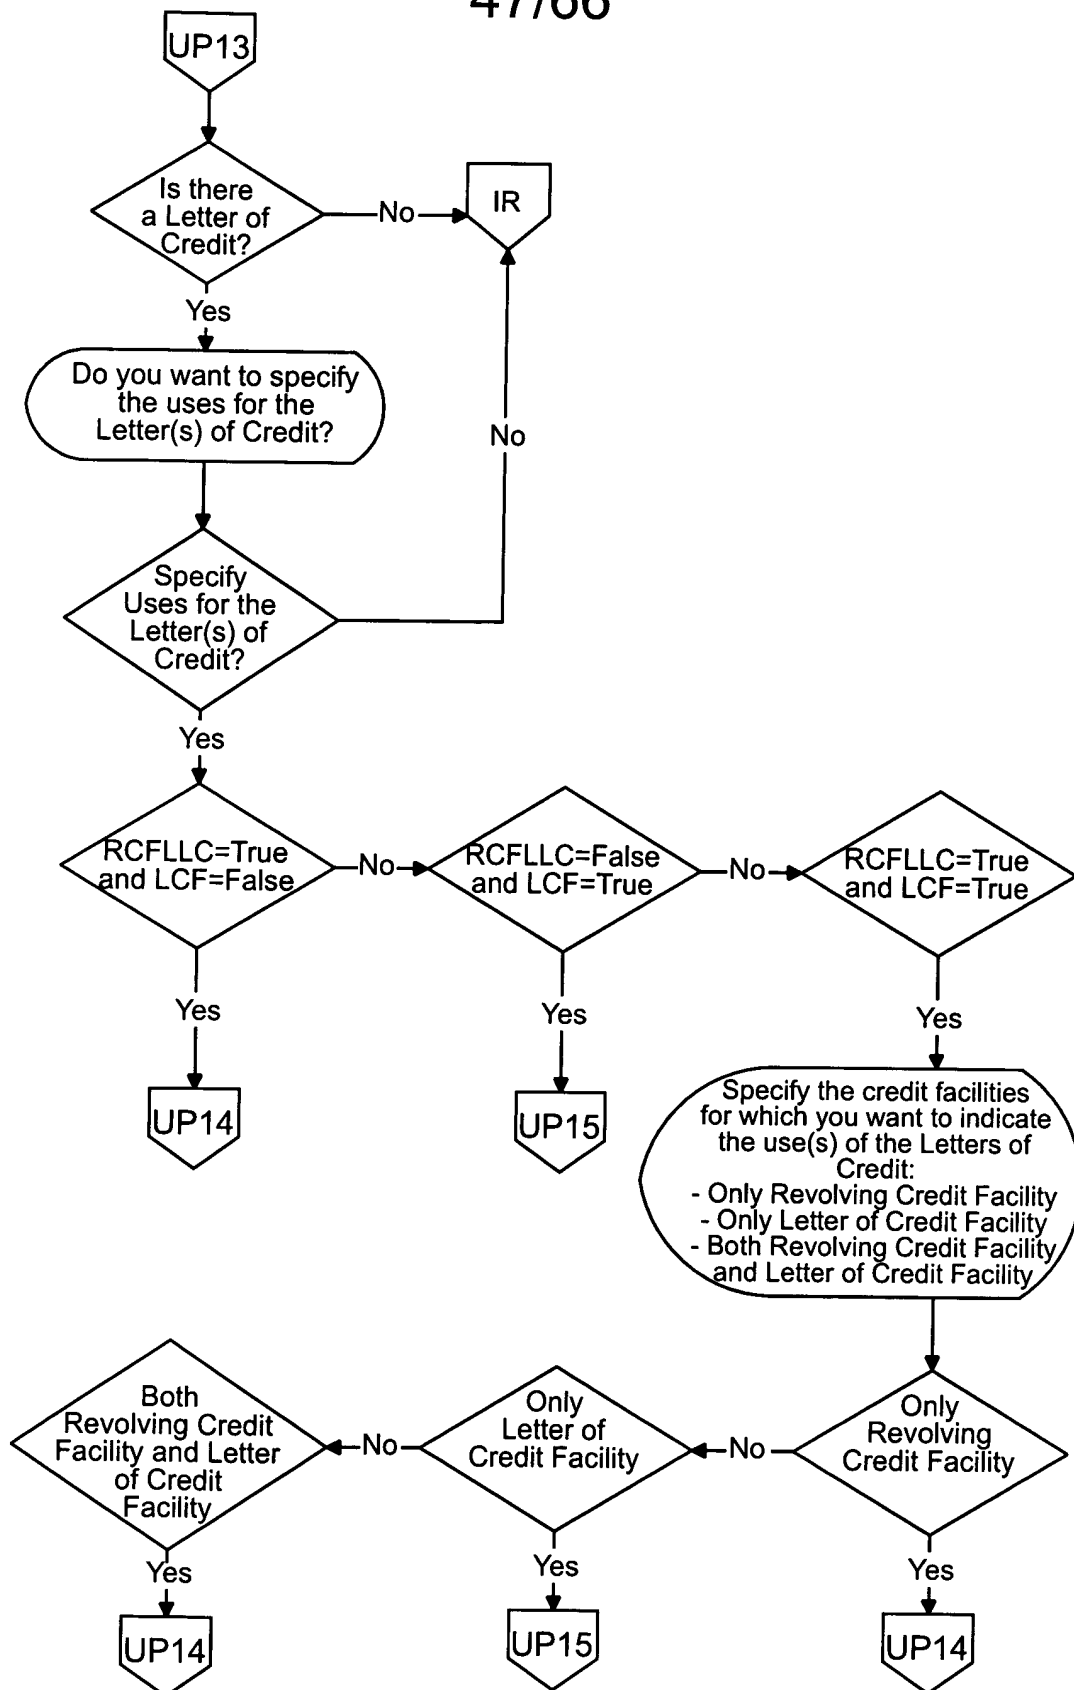 47/66
UP13
Is there
a Letter of
Credit?
No
IR
Yes
Do you want to specify
the uses for the
Letter(s) of Credit?
No
Specify
Uses for the
Letter(s) of
Credit?
Yes
RCFLLC=True
and LCF=False
No
RCFLLC=False
and LCF=True
No
RCFLLC=True
and LCF=True
Yes
Yes
Yes
UP14
UP15
Specify the credit facilities
for which you want to indicate
the use(s) of the Letters of
Credit:
- Only Revolving Credit Facility
- Only Letter of Credit Facility
- Both Revolving Credit Facility
and Letter of Credit Facility
Both
Revolving Credit
Facility and Letter
of Credit
Facility
No
Only
Letter of
Credit Facility
No
Only
Revolving
Credit Facility
Yes
Yes
Yes
UP14
UP15
UP14